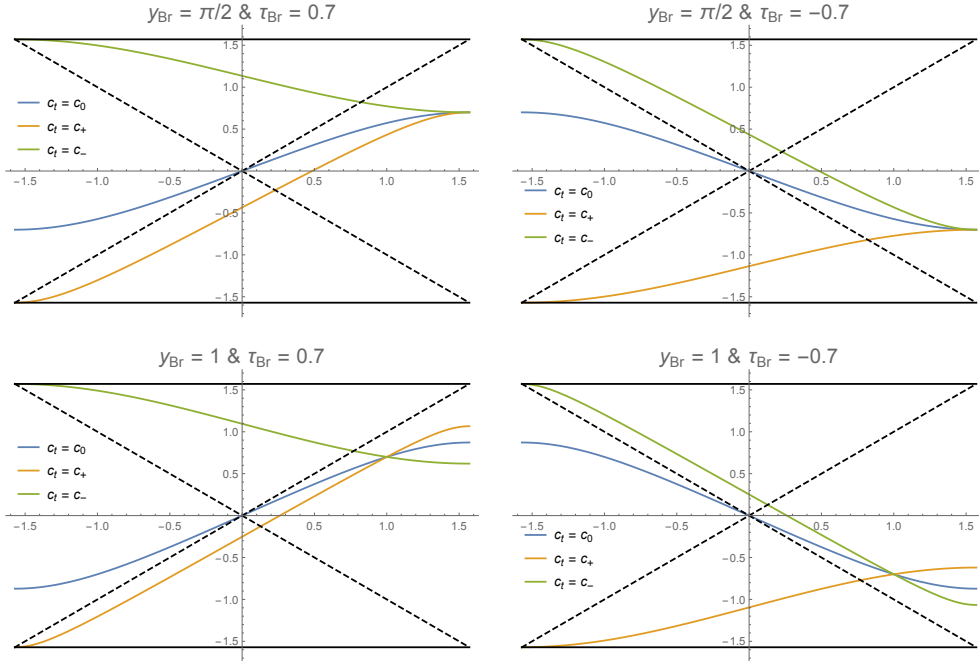 y_Br = π/2 & τ_Br = 0.7
1.5
1.0
0.5
-0.5
-1.0
-1.5
-1.5 -1.0 -0.5 0.5 1.0 1.5
c_t = c_0
c_t = c_+
c_t = c_-
y_Br = π/2 & τ_Br = -0.7
1.5
1.0
0.5
-0.5
-1.0
-1.5
-1.5 -1.0 -0.5 0.5 1.0 1.5
c_t = c_0
c_t = c_+
c_t = c_-
y_Br = 1 & τ_Br = 0.7
1.5
1.0
0.5
-0.5
-1.0
-1.5
-1.5 -1.0 -0.5 0.5 1.0 1.5
c_t = c_0
c_t = c_+
c_t = c_-
y_Br = 1 & τ_Br = -0.7
1.5
1.0
0.5
-0.5
-1.0
-1.5
-1.5 -1.0 -0.5 0.5 1.0 1.5
c_t = c_0
c_t = c_+
c_t = c_-